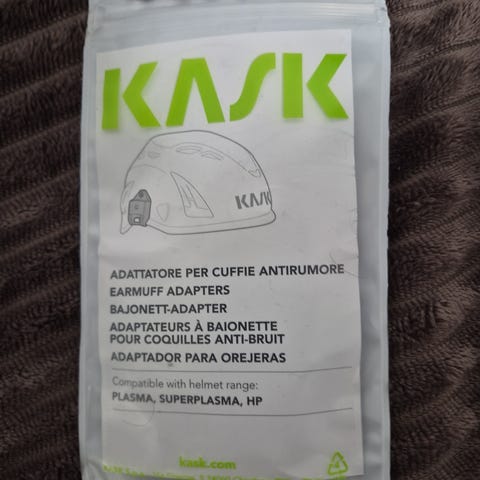 KASK
KASK
ADATTATORE PER CUFFIE ANTIRUMORE
EARMUFF ADAPTERS
BAJONETT-ADAPTER
ADAPTATEURS À BAIONETTE
POUR COQUILLES ANTI-BRUIT
ADAPTADOR PARA OREJERAS
Compatible with helmet range:
PLASMA, SUPERPLASMA, HP
kask.com